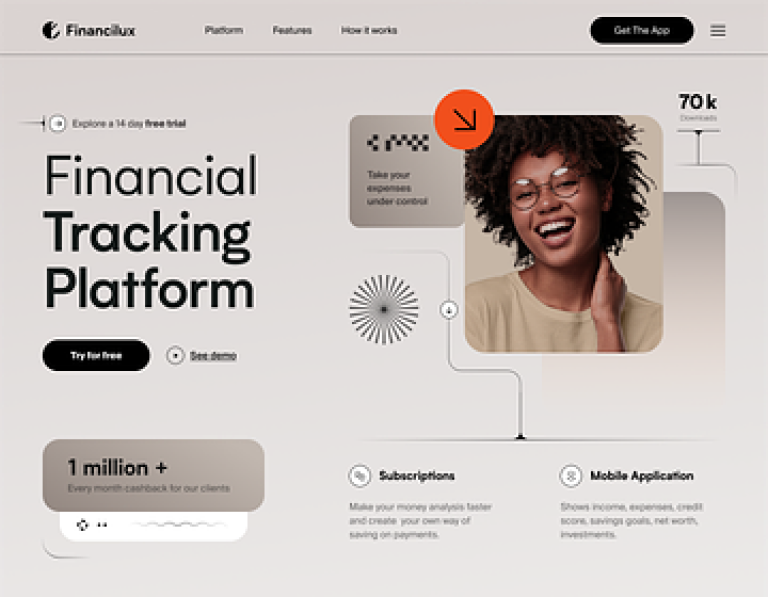 Financilux
Platform Features How it works
Get The App
Explore a 14 day free trial
Financial
Tracking
Platform
Try for free
See demo
Take your
expenses
under control
70 k
Downloads
1 million +
Every month cashback for our clients
Subscriptions
Make your money analysis faster
and create your own way of
saving on payments.
Mobile Application
Shows income, expenses, credit
score, savings goals, net worth,
investments.